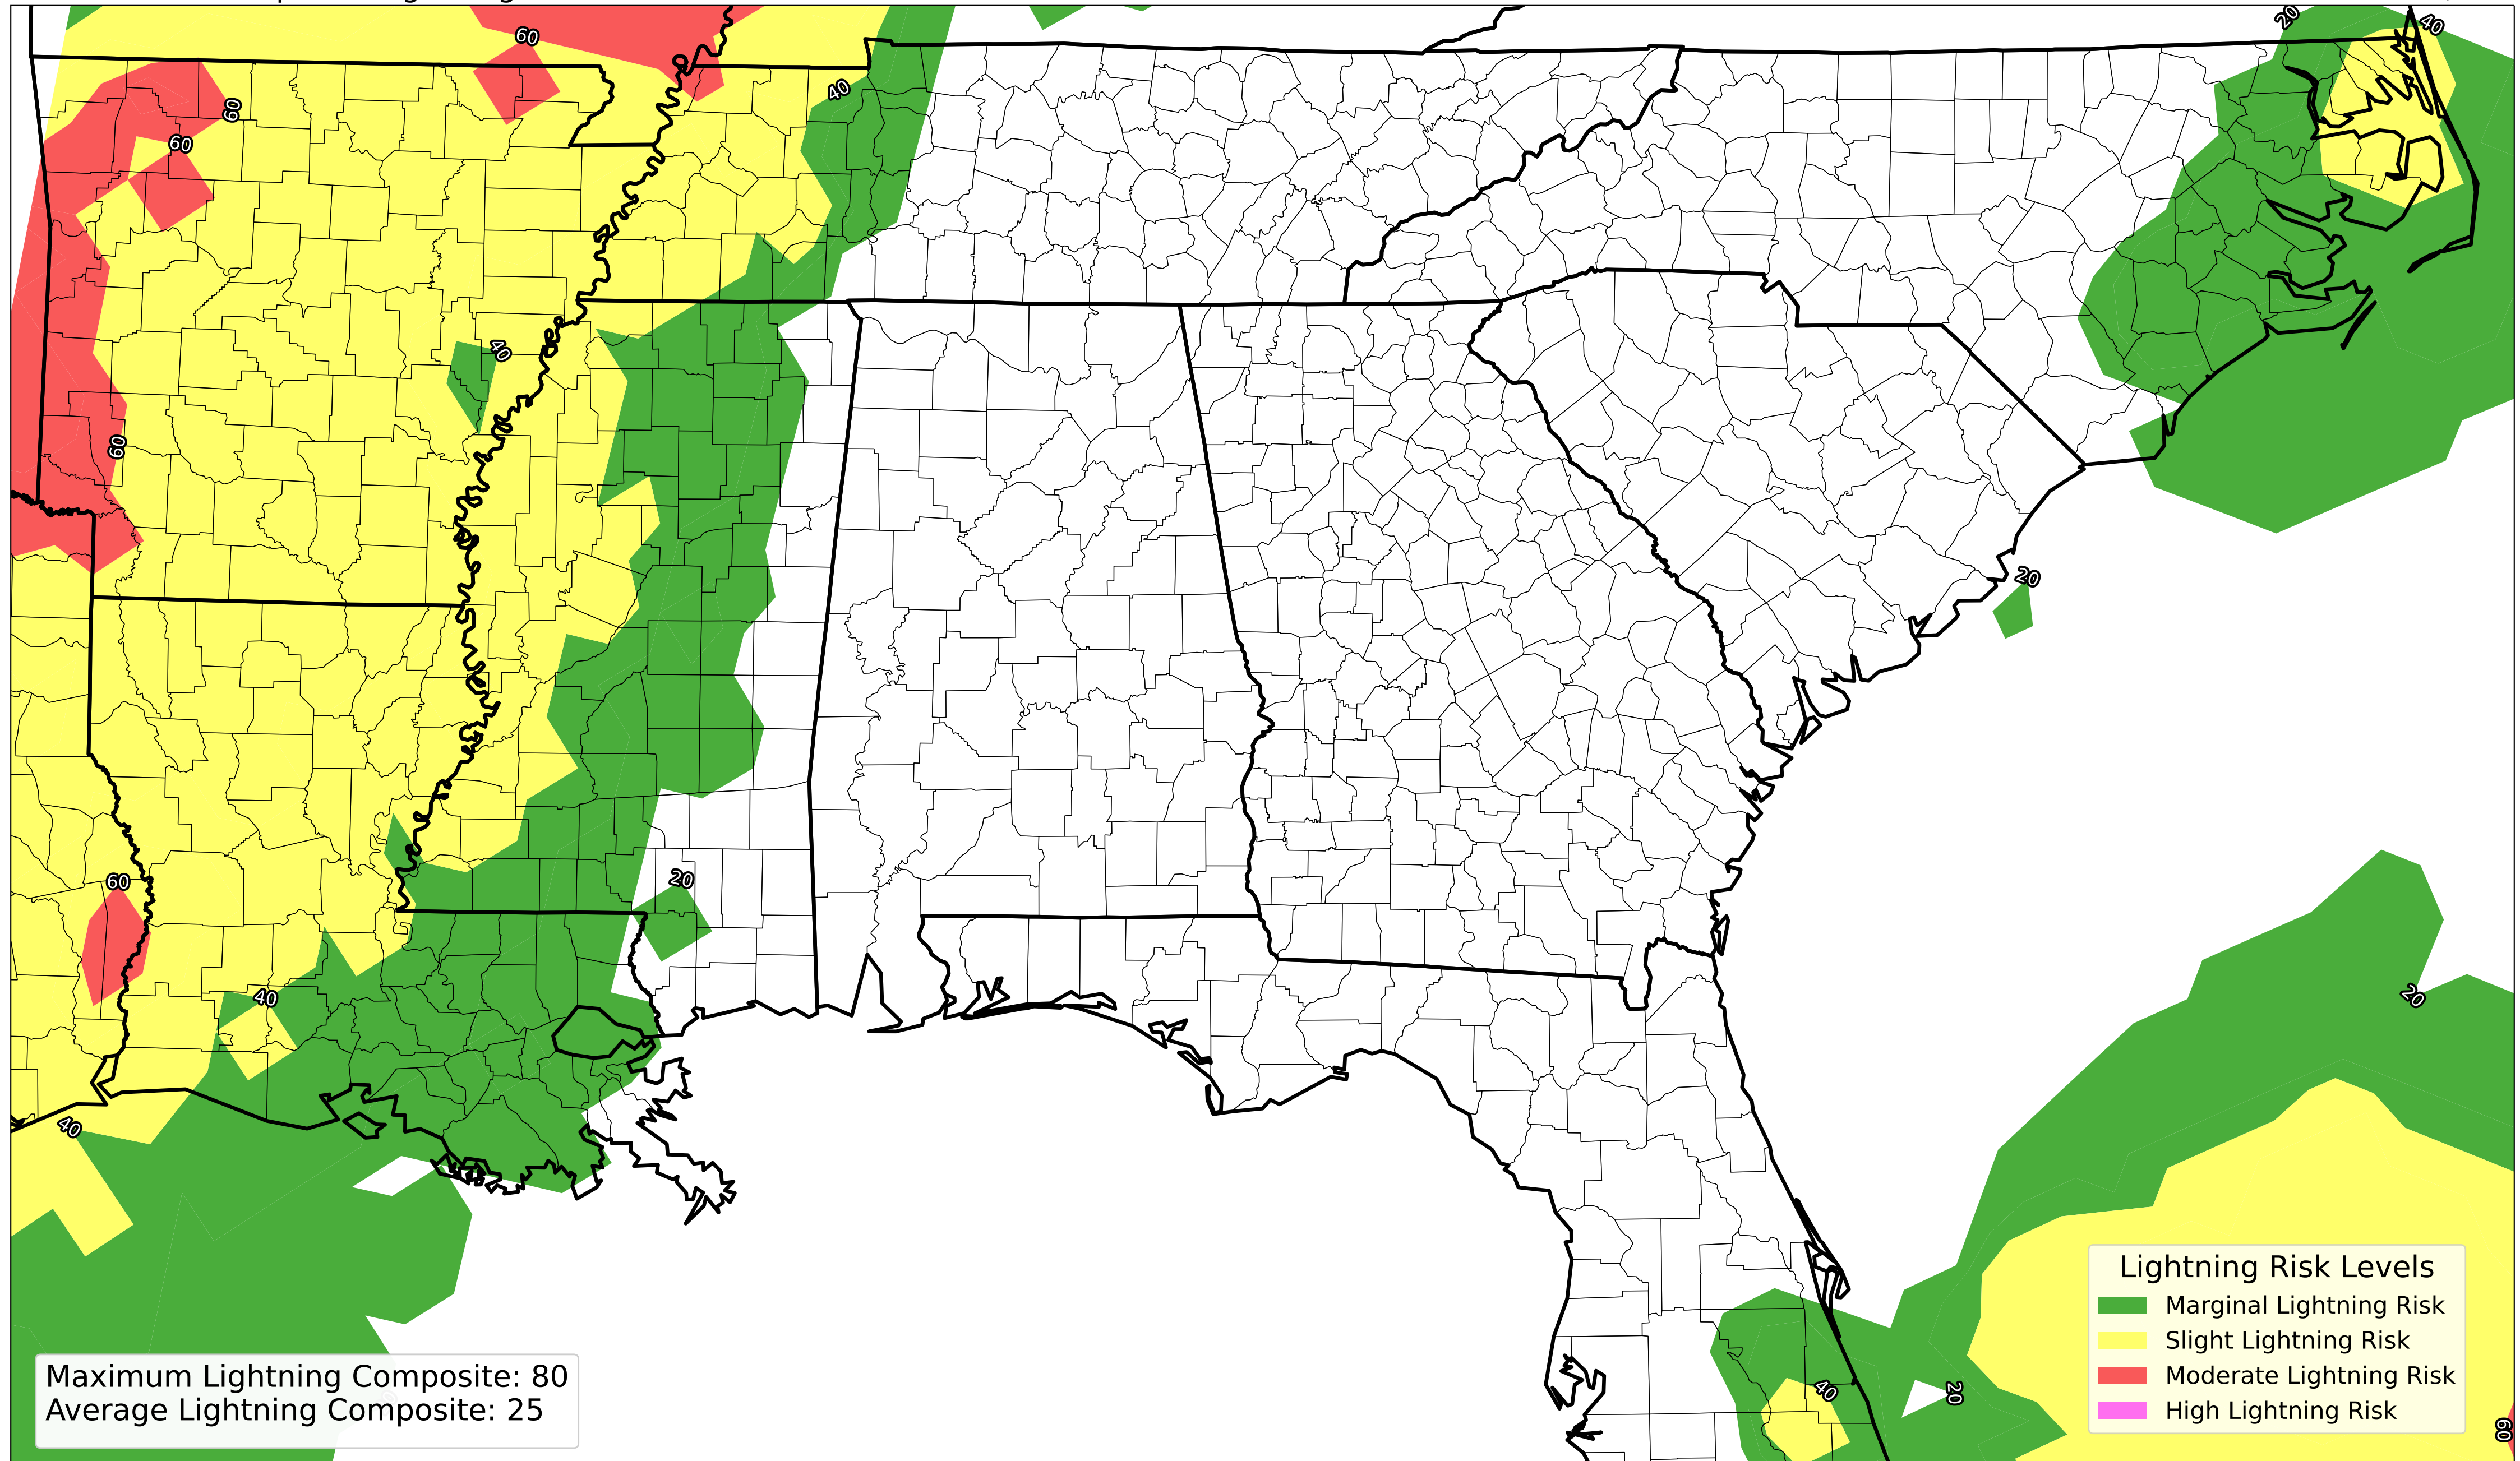 20
40
60
40
60
60
40
60
20
60
20
40
20
40
40
20
60
Lightning Risk Levels
Marginal Lightning Risk
Slight Lightning Risk
Moderate Lightning Risk
High Lightning Risk
Maximum Lightning Composite: 80
Average Lightning Composite: 25